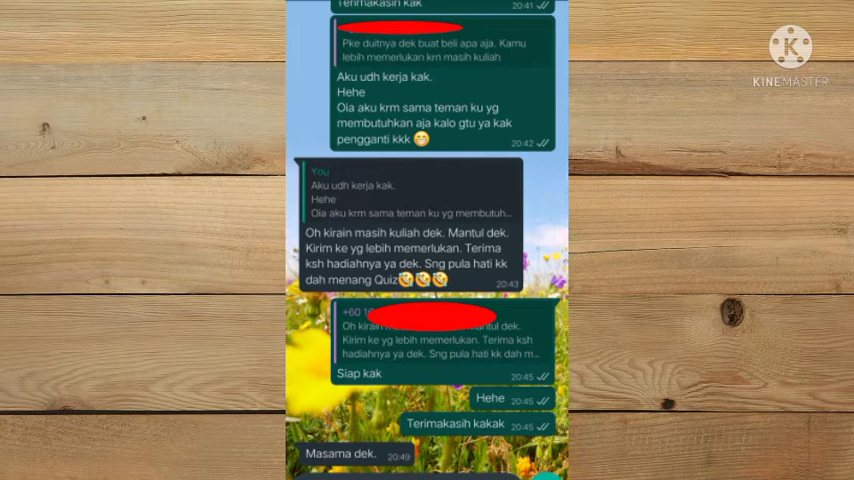 Terimakasih kak
20:41
Pke duitnya dek buat beli apa aja. Kamu
lebih memerlukan krn masih kuliah
Aku udh kerja kak.
Hehe
Oia aku krm sama teman ku yg
membutuhkan aja kalo gtu ya kak
pengganti kkk 😁
20:42
You
Aku udh kerja kak.
Hehe
Oia aku krm sama teman ku yg membutuh...
Oh kirain masih kuliah dek. Mantul dek.
Kirim ke yg lebih memerlukan. Terima
ksh hadiahnya ya dek. Sng pula hati kk
dah menang Quiz🤣🤣🤣
20:43
+60
Oh kirain Mantul dek.
Kirim ke yg lebih memerlukan. Terima ksh
hadiahnya ya dek. Sng pula hati kk dah m...
Siap kak
20:45
Hehe 20:45
Terimakasih kakak 20:45
Masama dek. 20:49
KINEMASTER